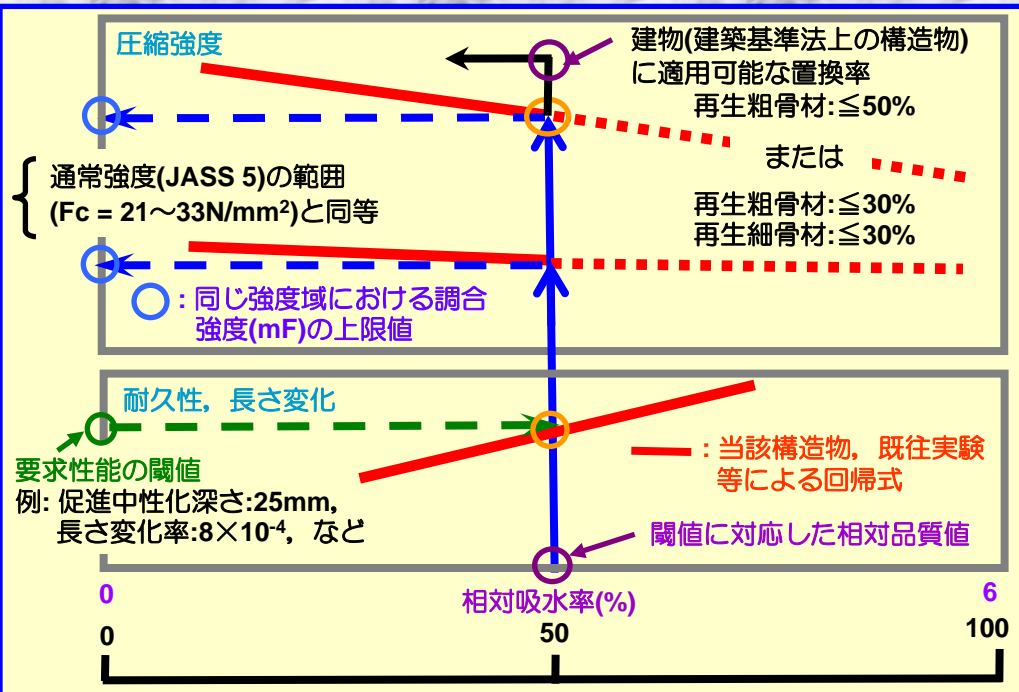 圧縮強度
建物(建築基準法上の構造物)
に適用可能な置換率
再生粗骨材:≦50%
または
再生粗骨材:≦30%
再生細骨材:≦30%
通常強度(JASS 5)の範囲
(Fc = 21～33N/mm²)と同等
: 同じ強度域における調合
強度(mF)の上限値
耐久性，長さ変化
要求性能の閾値
例: 促進中性化深さ:25mm,
長さ変化率:8×10⁻⁴，など
: 当該構造物，既往実験
等による回帰式
閾値に対応した相対品質値
0
相対吸水率(%)
6
0
50
100